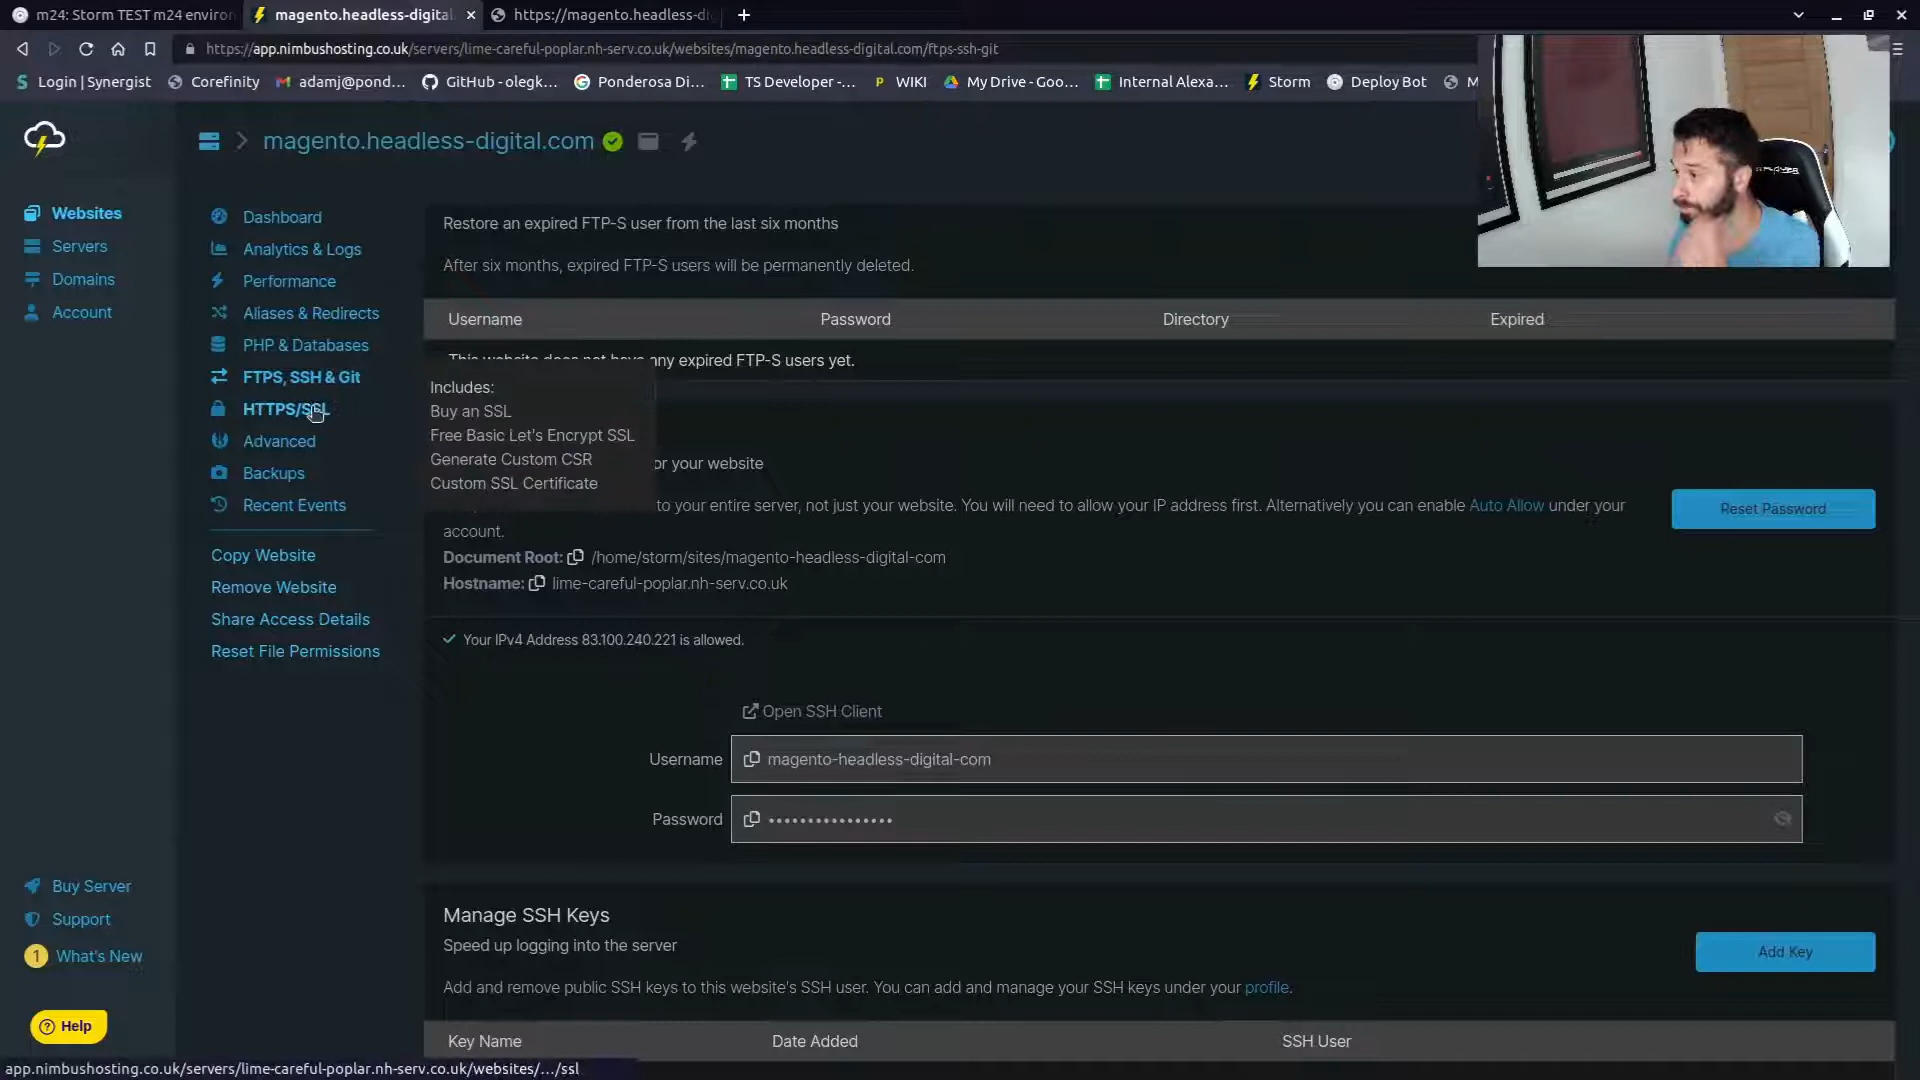 m24: Storm TEST m24 environ
magento.headless-digital
https://magento.headless-di
https://app.nimbushosting.co.uk/servers/lime-careful-poplar.nh-serv.co.uk/websites/magento.headless-digital.com/ftps-ssh-git
Login | Synergist
Corefinity
adamj@pond...
GitHub - olegk...
Ponderosa Di...
TS Developer -...
WIKI
My Drive - Goo...
Internal Alexa...
Storm
Deploy Bot
M
magento.headless-digital.com
Websites
Servers
Domains
Account
Dashboard
Analytics & Logs
Performance
Aliases & Redirects
PHP & Databases
FTPS, SSH & Git
HTTPS/SSL
Advanced
Backups
Recent Events
Copy Website
Remove Website
Share Access Details
Reset File Permissions
Restore an expired FTP-S user from the last six months
After six months, expired FTP-S users will be permanently deleted.
Username Password Directory Expired
This website does not have any expired FTP-S users yet.
Includes:
Buy an SSL
Free Basic Let's Encrypt SSL
Generate Custom CSR
Custom SSL Certificate
or your website
to your entire server, not just your website. You will need to allow your IP address first. Alternatively you can enable Auto Allow under your
account.
Document Root: /home/storm/sites/magento-headless-digital-com
Hostname: lime-careful-poplar.nh-serv.co.uk
Reset Password
Your IPv4 Address 83.100.240.221 is allowed.
Open SSH Client
Username magento-headless-digital-com
Password ••••••••••••••••
Manage SSH Keys
Speed up logging into the server
Add Key
Add and remove public SSH keys to this website's SSH user. You can add and manage your SSH keys under your profile.
Key Name Date Added SSH User
Buy Server
Support
1 What's New
Help
app.nimbushosting.co.uk/servers/lime-careful-poplar.nh-serv.co.uk/websites/.../ssl